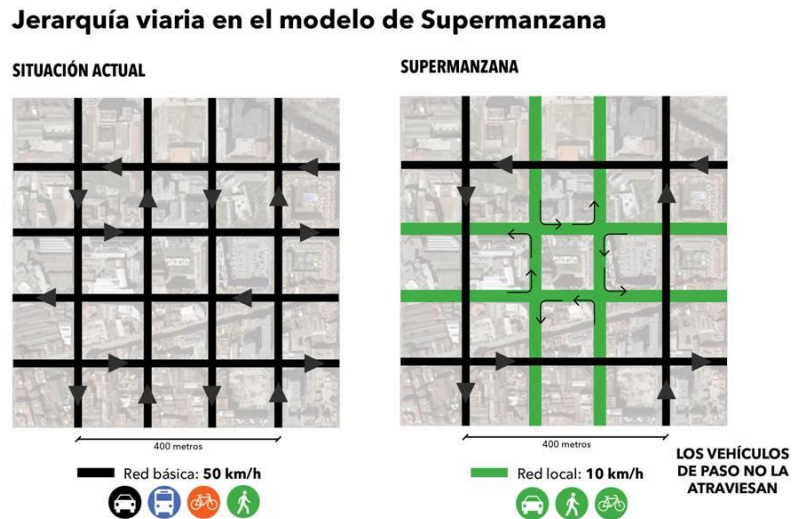 Jerarquía viaria en el modelo de Supermanzana
SITUACIÓN ACTUAL
SUPERMANZANA
400 metros
400 metros
Red básica: 50 km/h
Red local: 10 km/h
LOS VEHÍCULOS
DE PASO NO LA
ATRAVIESAN